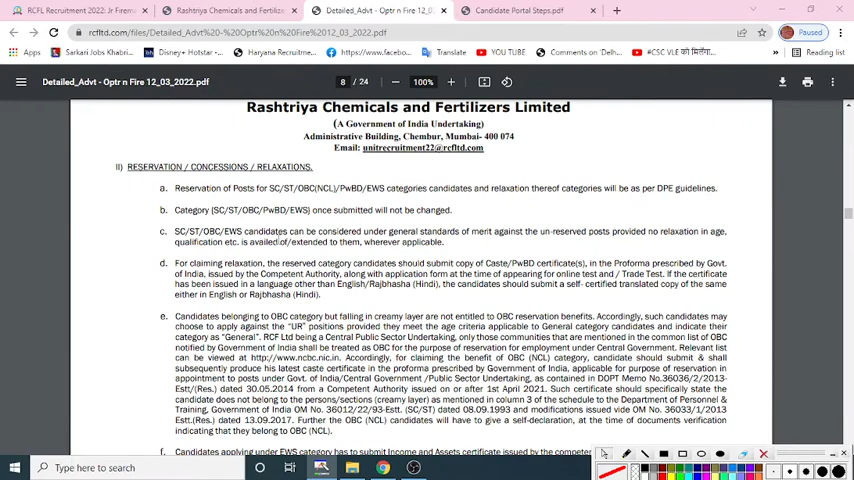 RCFL Recruitment 2022: Jr Firem
Rashtriya Chemicals and Fertilize
Detailed_Advt - Optr n Fire 12_0
Candidate Portal Steps.pdf
rcfltd.com/files/Detailed_Advt%20-%20Optr%20n%20Fire%2012_03_2022.pdf
Paused
Apps
Sarkari Jobs Khabri...
Disney+ Hotstar -...
Haryana Recruitme...
https://www.facebo...
Translate
YOU TUBE
Comments on 'Delh...
#CSC VLE को मिलेंगा...
Reading list
Detailed_Advt - Optr n Fire 12_03_2022.pdf
8 / 24
100%
Rashtriya Chemicals and Fertilizers Limited
(A Government of India Undertaking)
Administrative Building, Chembur, Mumbai- 400 074
Email: unitrecruitment22@rcfltd.com
II) RESERVATION / CONCESSIONS / RELAXATIONS.
a. Reservation of Posts for SC/ST/OBC(NCL)/PwBD/EWS categories candidates and relaxation thereof categories will be as per DPE guidelines.
b. Category (SC/ST/OBC/PwBD/EWS) once submitted will not be changed.
c. SC/ST/OBC/EWS candidates can be considered under general standards of merit against the un-reserved posts provided no relaxation in age,
qualification etc. is availed of/extended to them, wherever applicable.
d. For claiming relaxation, the reserved category candidates should submit copy of Caste/PwBD certificate(s), in the Proforma prescribed by Govt.
of India, issued by the Competent Authority, along with application form at the time of appearing for online test and / Trade Test. If the certificate
has been issued in a language other than English/Rajbhasha (Hindi), the candidates should submit a self- certified translated copy of the same
either in English or Rajbhasha (Hindi).
e. Candidates belonging to OBC category but falling in creamy layer are not entitled to OBC reservation benefits. Accordingly, such candidates may
choose to apply against the "UR" positions provided they meet the age criteria applicable to General category candidates and indicate their
category as "General". RCF Ltd being a Central Public Sector Undertaking, only those communities that are mentioned in the common list of OBC
notified by Government of India shall be treated as OBC for the purpose of reservation for employment under Central Government. Relevant list
can be viewed at http://www.ncbc.nic.in. Accordingly, for claiming the benefit of OBC (NCL) category, candidate should submit & shall
subsequently produce his latest caste certificate in the proforma prescribed by Government of India, applicable for purpose of reservation in
appointment to posts under Govt. of India/Central Government /Public Sector Undertaking, as contained in DOPT Memo No.36036/2/2013-
Estt/(Res.) dated 30.05.2014 from a Competent Authority issued on or after 1st April 2021. Such certificate should specifically state the
candidate does not belong to the persons/sections (creamy layer) as mentioned in column 3 of the schedule to the Department of Personnel &
Training, Government of India OM No. 36012/22/93-Estt. (SC/ST) dated 08.09.1993 and modifications issued vide OM No. 36033/1/2013
Estt.(Res.) dated 13.09.2017. Further the OBC (NCL) candidates will have to give a self-declaration, at the time of documents verification
indicating that they belong to OBC (NCL).
f. Candidates applying under EWS category has to submit Income and Assets certificate issued by the compete
Type here to search